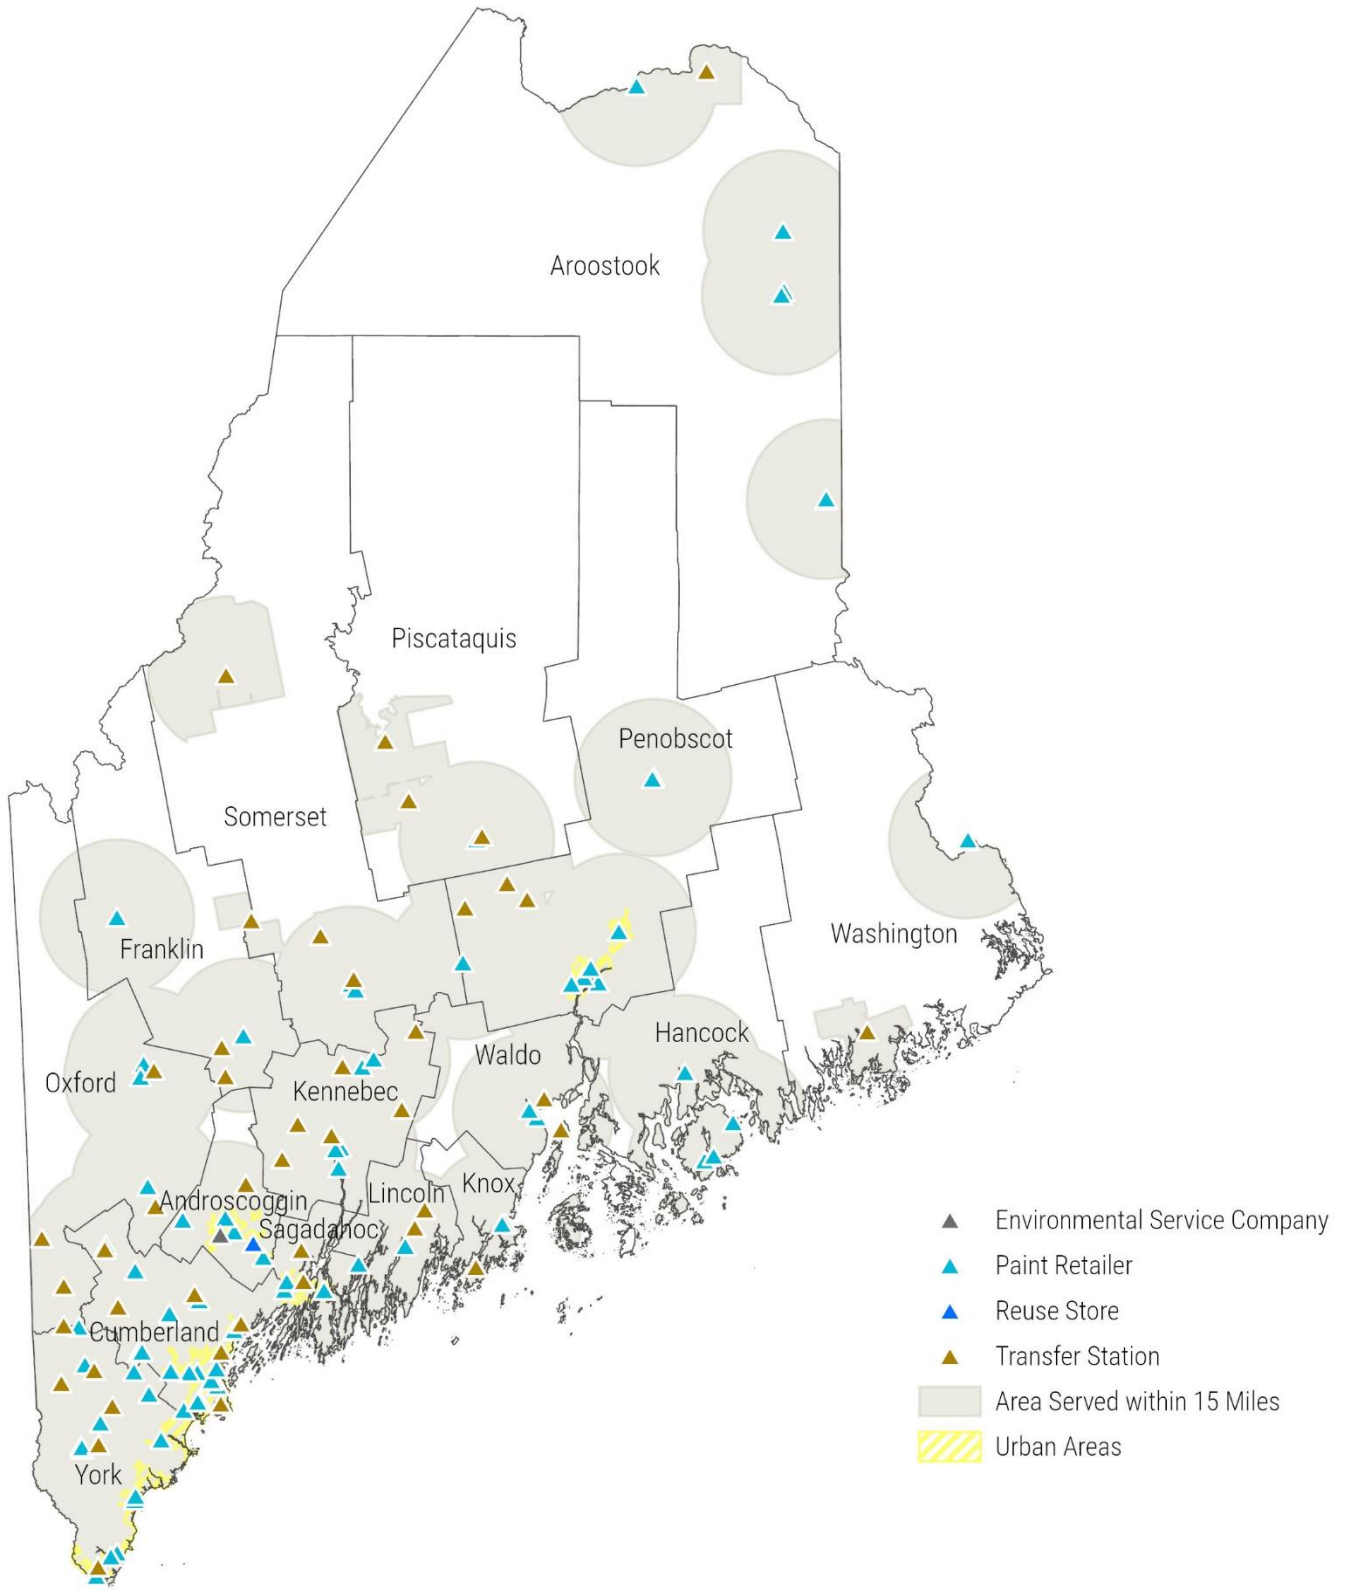 Aroostook
Piscataquis
Penobscot
Somerset
Franklin
Washington
Hancock
Waldo
Oxford
Kennebec
Lincoln
Knox
Androscoggin
Sagadahoc
Cumberland
York
Environmental Service Company
Paint Retailer
Reuse Store
Transfer Station
Area Served within 15 Miles
Urban Areas